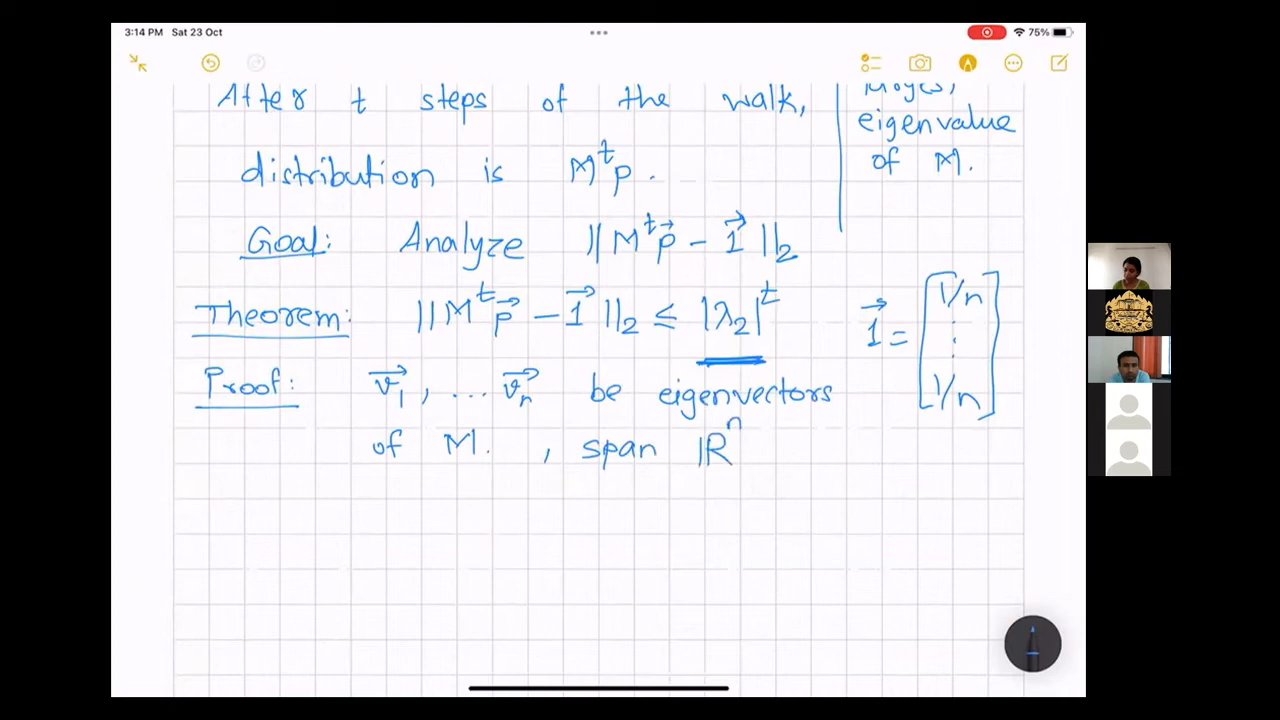 3:14 PM Sat 23 Oct
75%
After t steps of the walk,
distribution is M^t p.
eigenvalue
of M.
Goal: Analyze ||M^t p⃗ - 1⃗||₂
Theorem: ||M^t p⃗ - 1⃗||₂ ≤ |λ₂|^t
1⃗ = [1/n ⋮ 1/n]
Proof: v⃗₁, ... v⃗ₙ be eigenvectors
of M. , span ℝⁿ